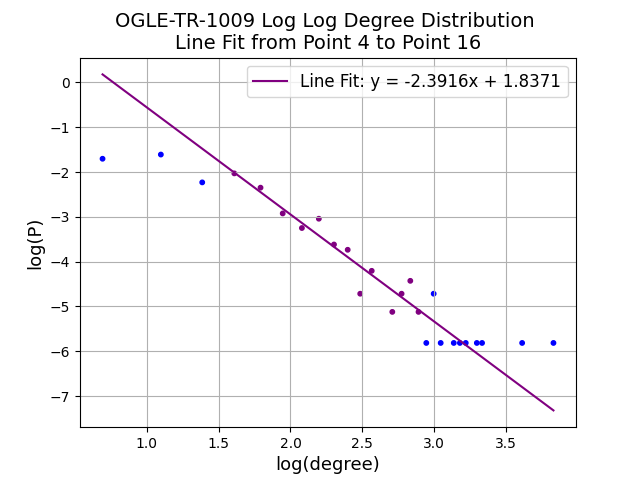 OGLE-TR-1009 Log Log Degree Distribution
Line Fit from Point 4 to Point 16
Line Fit: y = -2.3916x + 1.8371
log(P)
0
−1
−2
−3
−4
−5
−6
−7
1.0 1.5 2.0 2.5 3.0 3.5
log(degree)